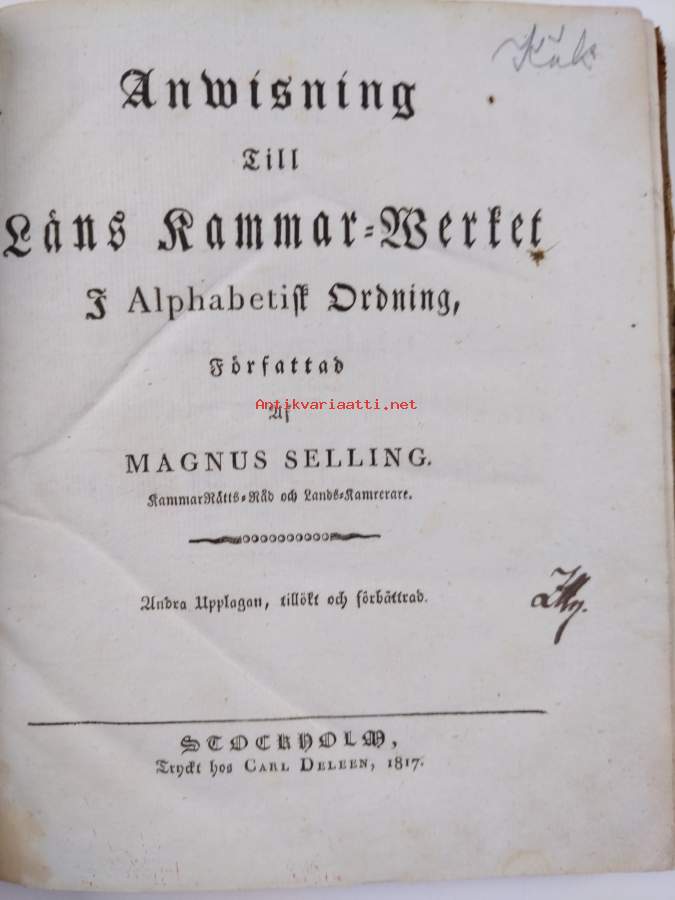 Anwisning
Till
Läns Kammar=Werket
I Alphabetisk Ordning,
Författad
Antikvariaatti.net
Af
MAGNUS SELLING.
KammarRätts=Råd och Lands=Kamrerare.
Andra Upplagan, tillökt och förbättrad.
STOCKHOLM,
Tryckt hos CARL DELEEN, 1817.